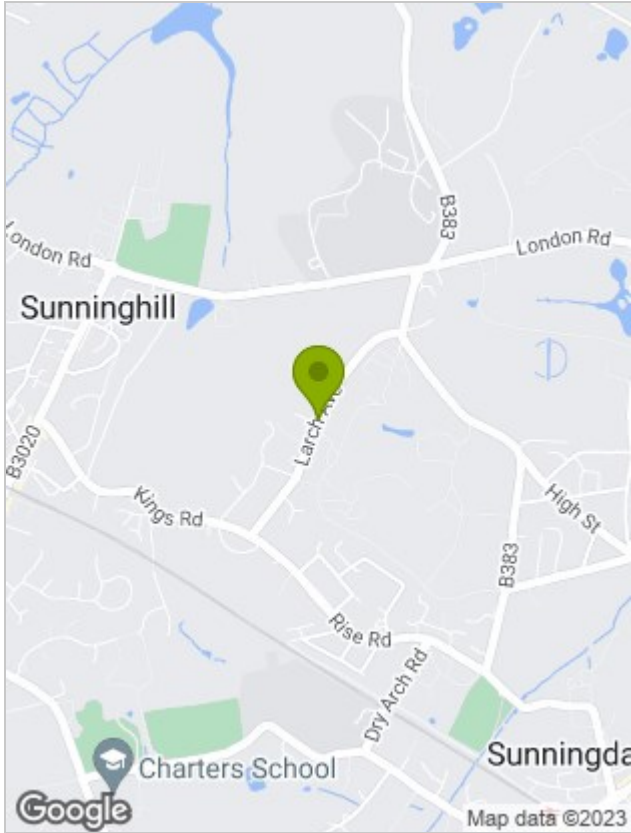 B383
London Rd
London Rd
Sunninghill
Larch Ave
B3020
Kings Rd
High St
B383
Rise Rd
Dry Arch Rd
Sunningda
Charters School
Google
Map data ©2023